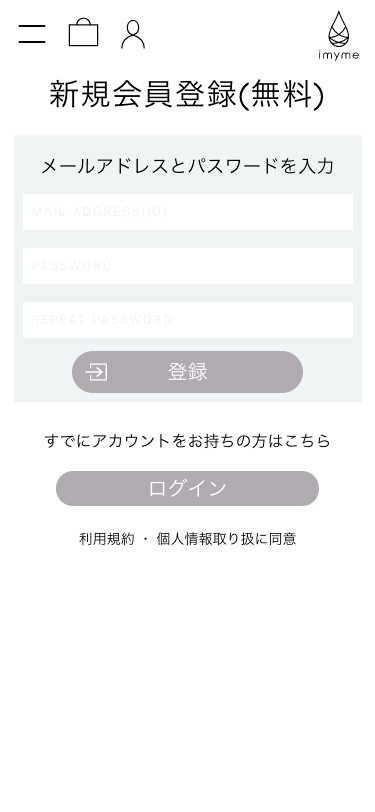 imyme
新規会員登録(無料)
メールアドレスとパスワードを入力
MAIL ADDRESS(ID)
PASSWORD
REPEAT PASSWORD
登録
すでにアカウントをお持ちの方はこちら
ログイン
利用規約 ・ 個人情報取り扱に同意